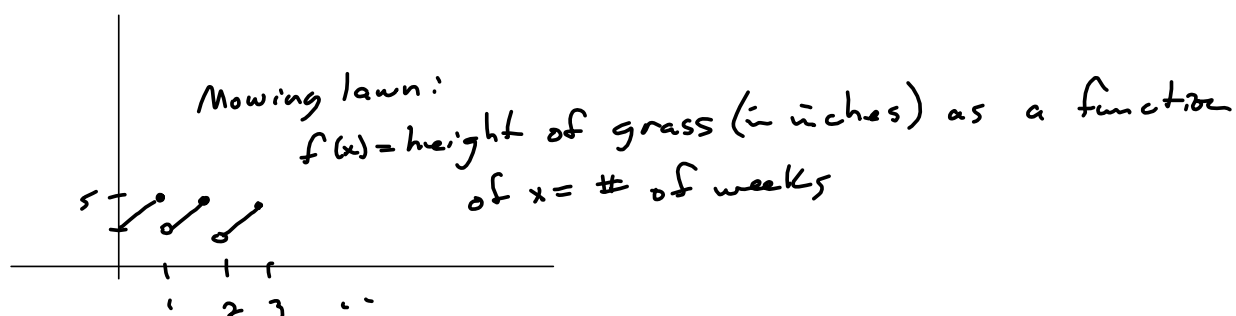 Mowing lawn:
f(x) = height of grass (in inches) as a function
of x = # of weeks
5
1 2 3 ...